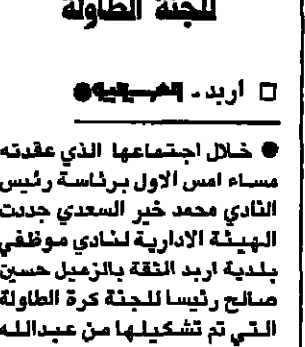 للجنة الطاولة
اربد ـ
● خلال اجتماعها الذي عقدته
مساء امس الاول برئاسة رئيس
النادي محمد خير السعدي جددت
الهيئة الادارية لنادي موظفي
بلدية اربد الثقة بالزميل حسين
صالح رئيسا للجنة كرة الطاولة
التي تم تشكيلها من عبدالله